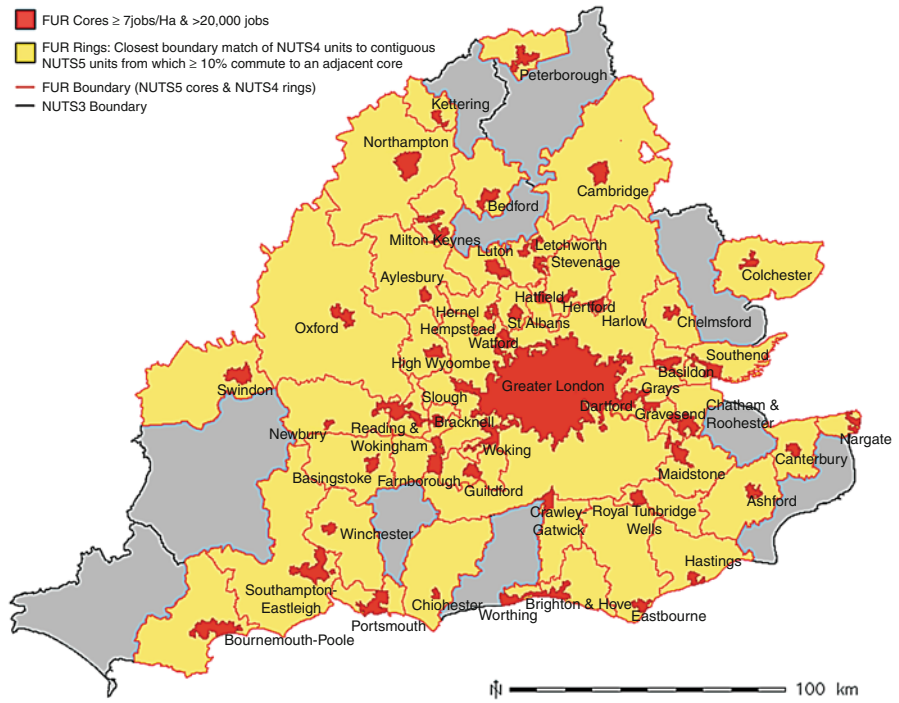 FUR Cores ≥ 7jobs/Ha & >20,000 jobs
FUR Rings: Closest boundary match of NUTS4 units to contiguous
NUTS5 units from which ≥ 10% commute to an adjacent core
FUR Boundary (NUTS5 cores & NUTS4 rings)
NUTS3 Boundary
Peterborough
Kettering
Northampton
Cambridge
Bedford
Milton Keynes
Luton
Letchworth
Stevenage
Colchester
Aylesbury
Hatfield
Hertford
Hernel
Hempstead
St Albans
Harlow
Chelmsford
Oxford
Watford
High Wyoombe
Southend
Basildon
Swindon
Slough
Greater London
Grays
Dartford
Gravesend
Chatham &
Roohester
Newbury
Reading &
Wokingham
Bracknell
Woking
Nargate
Canterbury
Basingstoke
Farnborough
Guildford
Maidstone
Ashford
Winchester
Crawley-
Gatwick
Royal Tunbridge
Wells
Hastings
Southampton-
Eastleigh
Chiohester
Worthing
Brighton & Hove
Eastbourne
Portsmouth
Bournemouth-Poole
N
100 km